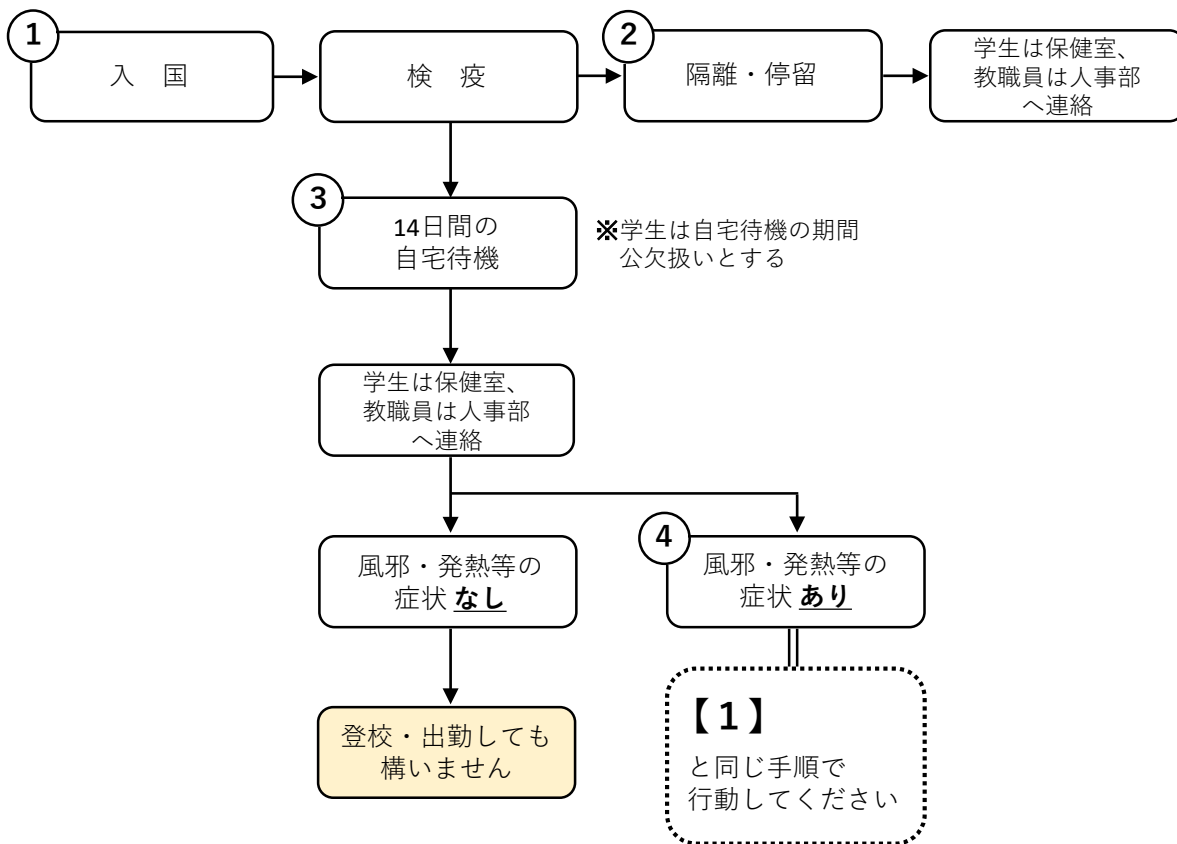 1
入　国
検　疫
2
隔離・停留
学生は保健室、
教職員は人事部
へ連絡
3
14日間の
自宅待機
※学生は自宅待機の期間
公欠扱いとする
学生は保健室、
教職員は人事部
へ連絡
風邪・発熱等の
症状 なし
4
風邪・発熱等の
症状 あり
登校・出勤しても
構いません
【１】
と同じ手順で
行動してください